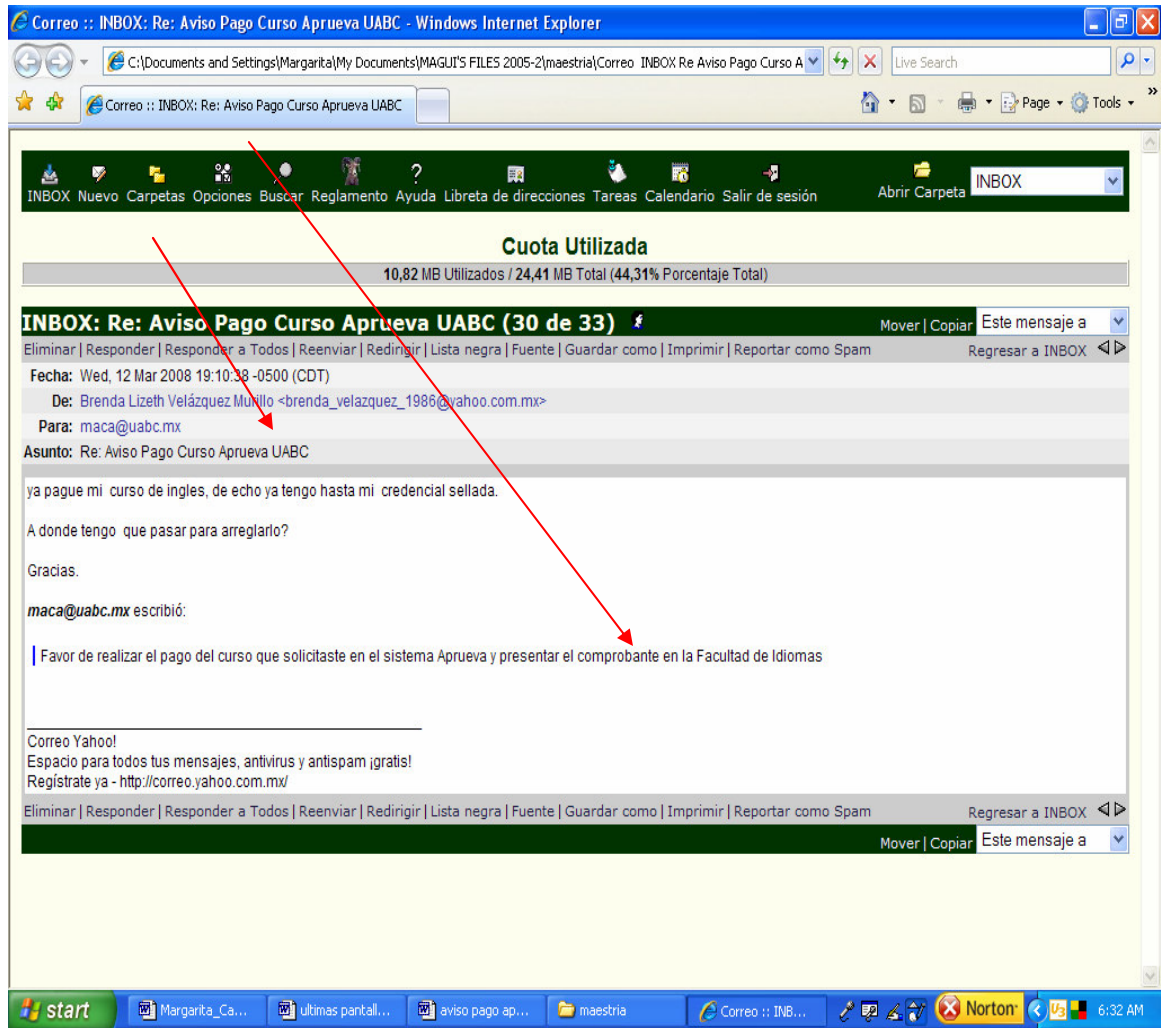 Correo :: INBOX: Re: Aviso Pago Curso Aprueva UABC - Windows Internet Explorer
C:\Documents and Settings\Margarita\My Documents\MAGUI'S FILES 2005-2\maestria\Correo INBOX Re Aviso Pago Curso A
Live Search
Correo :: INBOX: Re: Aviso Pago Curso Aprueva UABC
Page Tools »
INBOX Nuevo Carpetas Opciones Buscar Reglamento Ayuda Libreta de direcciones Tareas Calendario Salir de sesión Abrir Carpeta INBOX
Cuota Utilizada
10,82 MB Utilizados / 24,41 MB Total (44,31% Porcentaje Total)
INBOX: Re: Aviso Pago Curso Aprueva UABC (30 de 33) Mover | Copiar Este mensaje a
Eliminar | Responder | Responder a Todos | Reenviar | Redirigir | Lista negra | Fuente | Guardar como | Imprimir | Reportar como Spam Regresar a INBOX
Fecha: Wed, 12 Mar 2008 19:10:38 -0500 (CDT)
De: Brenda Lizeth Velázquez Murillo <brenda_velazquez_1986@yahoo.com.mx>
Para: maca@uabc.mx
Asunto: Re: Aviso Pago Curso Aprueva UABC
ya pague mi curso de ingles, de echo ya tengo hasta mi credencial sellada.
A donde tengo que pasar para arreglarlo?
Gracias.
maca@uabc.mx escribió:
Favor de realizar el pago del curso que solicitaste en el sistema Aprueva y presentar el comprobante en la Facultad de Idiomas
Correo Yahoo!
Espacio para todos tus mensajes, antivirus y antispam ¡gratis!
Regístrate ya - http://correo.yahoo.com.mx/
Eliminar | Responder | Responder a Todos | Reenviar | Redirigir | Lista negra | Fuente | Guardar como | Imprimir | Reportar como Spam Regresar a INBOX
Mover | Copiar Este mensaje a
start Margarita_Ca... ultimas pantall... aviso pago ap... maestria Correo :: INB... Norton 6:32 AM